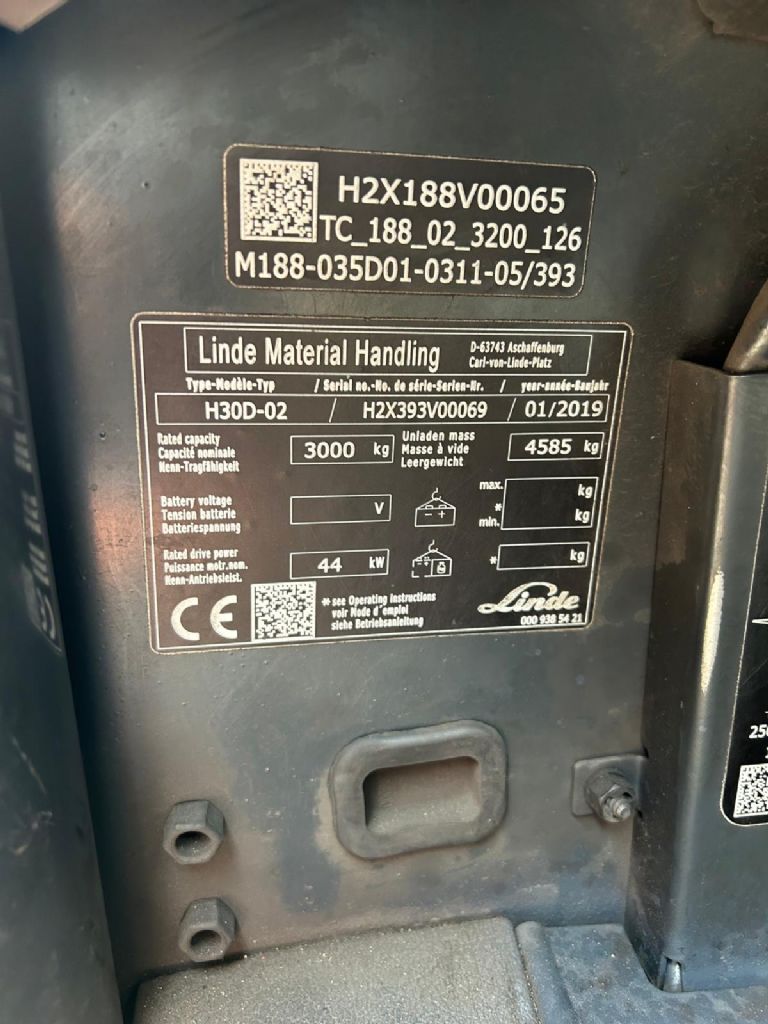 H2X188V00065
TC_188_02_3200_126
M188-035D01-0311-05/393
Linde Material Handling
D-63743 Aschaffenburg
Carl-von-Linde-Platz
Type-Modèle-Typ / Serial no.-No. de série-Serien-Nr. / year-année-Baujahr
H30D-02 / H2X393V00069 / 01/2019
Rated capacity
Capacité nominale
Nenn-Tragfähigkeit
3000 kg
Unladen mass
Masse à vide
Leergewicht
4585 kg
Battery voltage
Tension batterie
Batteriespannung
V
max. kg
*
min. kg
Rated drive power
Puissance motr.nom.
Nenn-Antriebsleist.
44 kW
* kg
CE
* see Operating Instructions
voir Mode d'emploi
siehe Betriebsanleitung
Linde
000 938 54 21